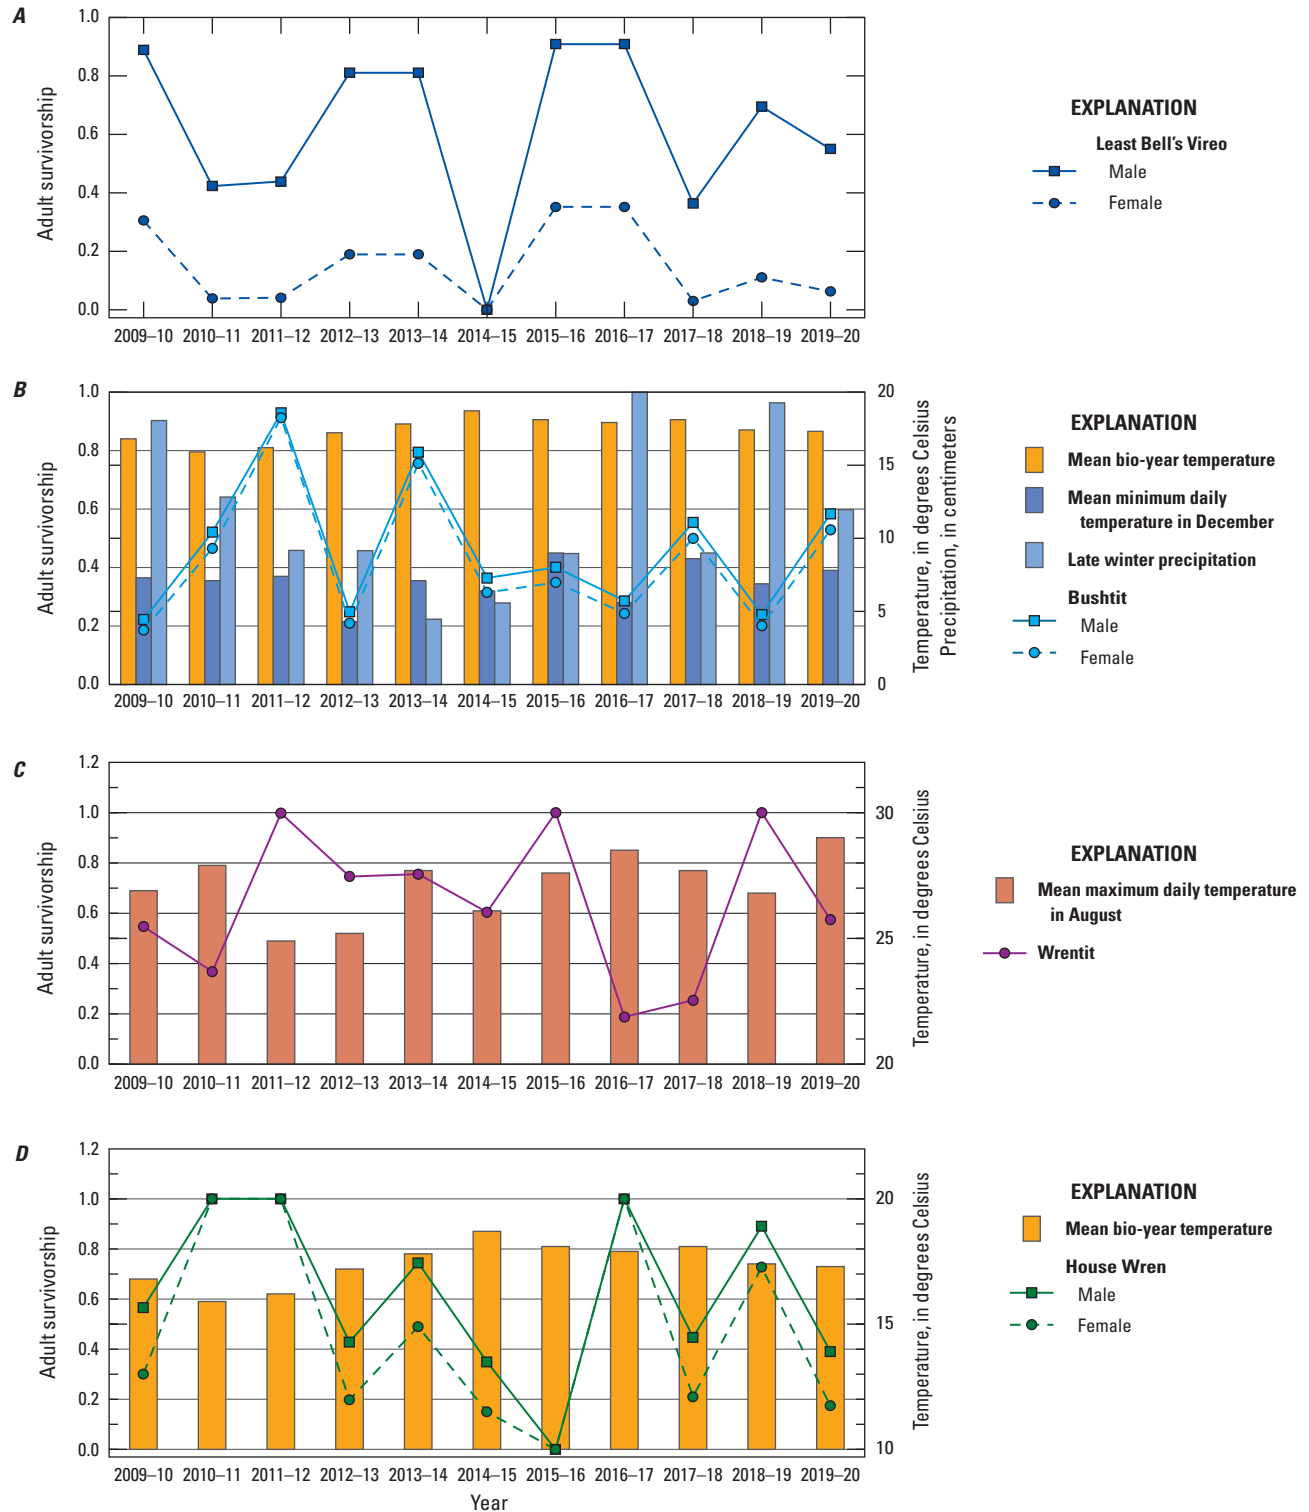 A
Adult survivorship
1.0
0.8
0.6
0.4
0.2
0.0
2009–10 2010–11 2011–12 2012–13 2013–14 2014–15 2015–16 2016–17 2017–18 2018–19 2019–20
EXPLANATION
Least Bell's Vireo
Male
Female
B
Adult survivorship
1.0
0.8
0.6
0.4
0.2
0.0
20
15
10
5
0
Temperature, in degrees Celsius
Precipitation, in centimeters
2009–10 2010–11 2011–12 2012–13 2013–14 2014–15 2015–16 2016–17 2017–18 2018–19 2019–20
EXPLANATION
Mean bio-year temperature
Mean minimum daily
temperature in December
Late winter precipitation
Bushtit
Male
Female
C
Adult survivorship
1.2
1.0
0.8
0.6
0.4
0.2
0.0
30
25
20
Temperature, in degrees Celsius
2009–10 2010–11 2011–12 2012–13 2013–14 2014–15 2015–16 2016–17 2017–18 2018–19 2019–20
EXPLANATION
Mean maximum daily temperature
in August
Wrentit
D
Adult survivorship
1.2
1.0
0.8
0.6
0.4
0.2
0.0
20
15
10
Temperature, in degrees Celsius
2009–10 2010–11 2011–12 2012–13 2013–14 2014–15 2015–16 2016–17 2017–18 2018–19 2019–20
Year
EXPLANATION
Mean bio-year temperature
House Wren
Male
Female